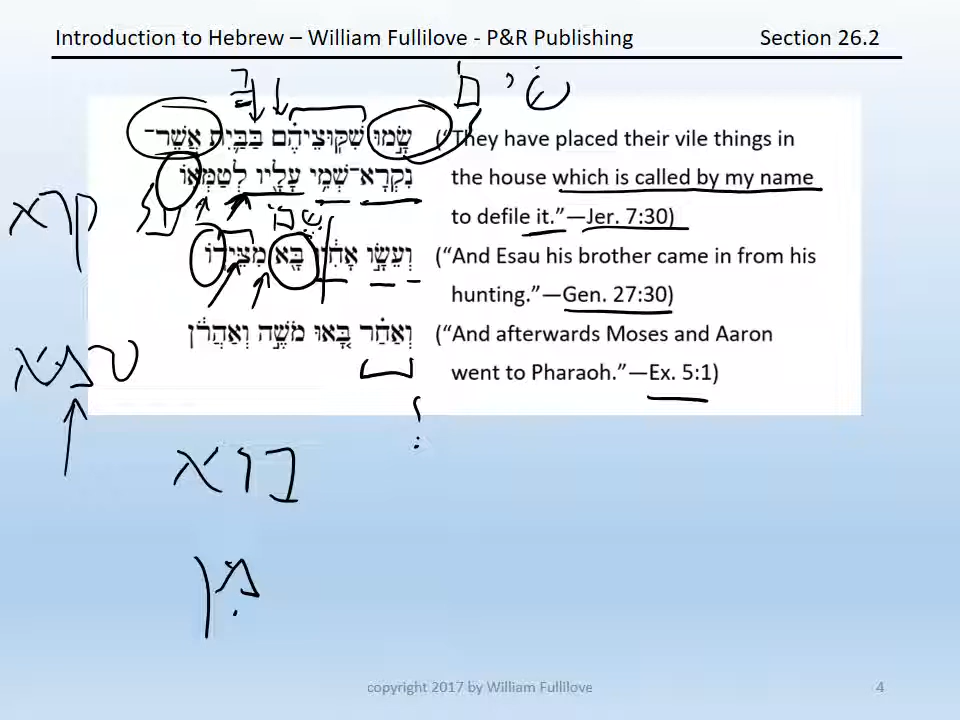 Introduction to Hebrew – William Fullilove - P&R Publishing Section 26.2
שָׂ֣מוּ שִׁקּֽוּצֵיהֶ֗ם בַּבַּ֛יִת אֲשֶׁר־ ("They have placed their vile things in
נִקְרָא־שְׁמִ֥י עָלָ֖יו לְטַמְּאֽוֹ the house which is called by my name
to defile it."—Jer. 7:30)
וְעֵשָׂ֣ו אָחִ֔יו בָּ֖א מִצֵּידֽוֹ ("And Esau his brother came in from his
hunting."—Gen. 27:30)
וְאַחַ֗ר בָּ֚אוּ מֹשֶׁ֣ה וְאַהֲרֹ֔ן ("And afterwards Moses and Aaron
went to Pharaoh."—Ex. 5:1)
קרא
טמא
בוא
מִן
copyright 2017 by William Fullilove 4